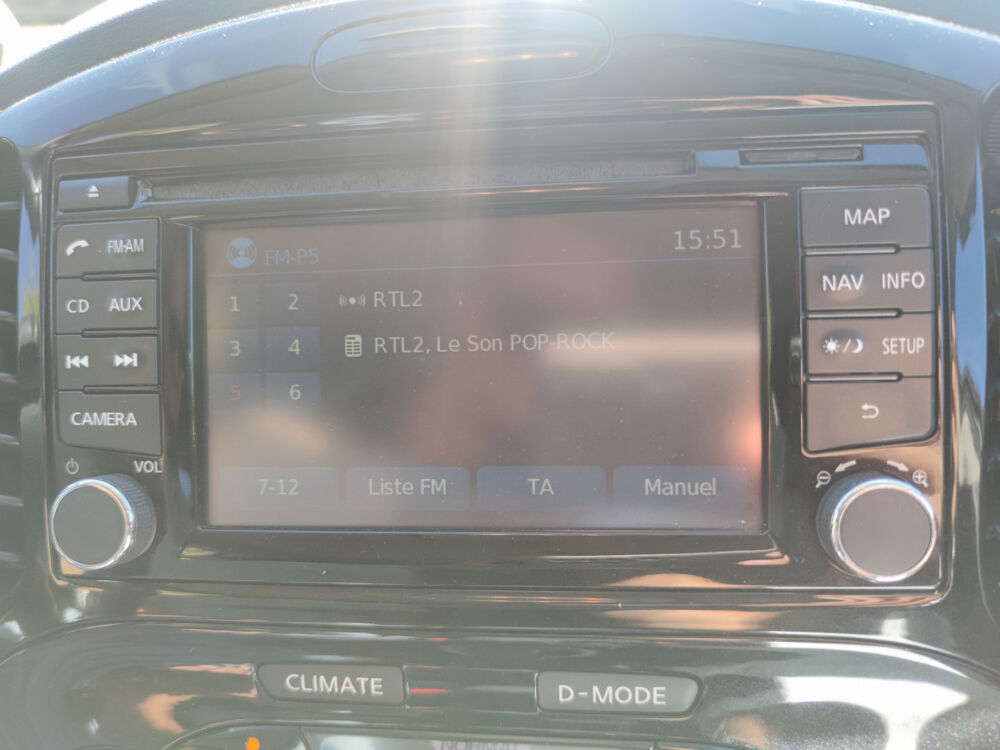 MAP
FM-AM
FM-P5
15:51
1 2
RTL2
NAV INFO
CD AUX
3 4
RTL2, Le Son POP-ROCK
SETUP
5 6
CAMERA
VOL
7-12
Liste FM
TA
Manuel
CLIMATE
D-MODE
NORMAL